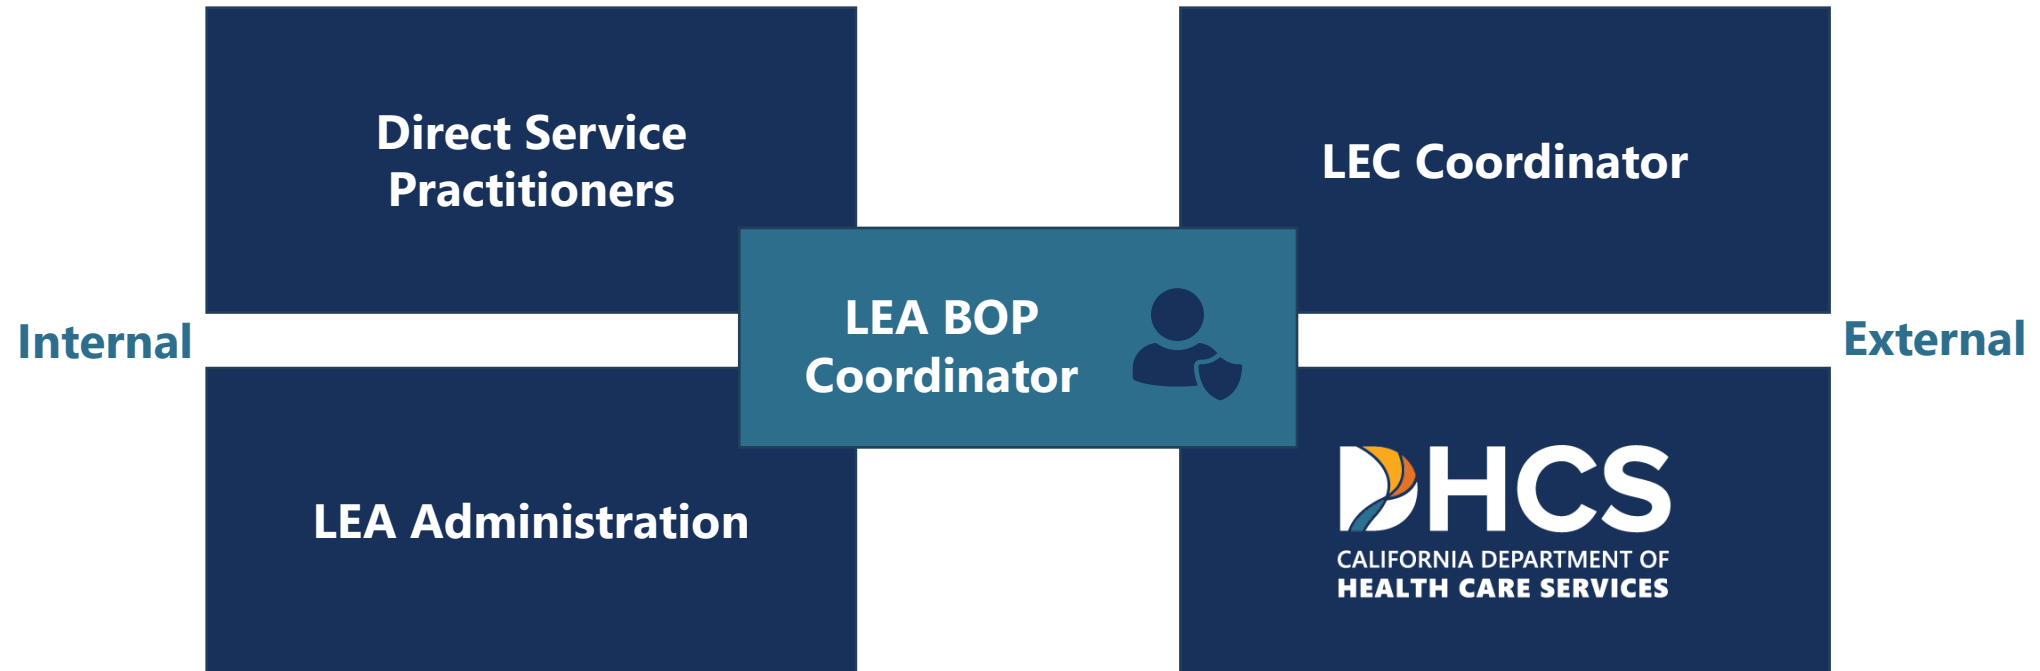 Direct Service
Practitioners
LEC Coordinator
Internal
LEA BOP
Coordinator
External
LEA Administration
DHCS
CALIFORNIA DEPARTMENT OF
HEALTH CARE SERVICES